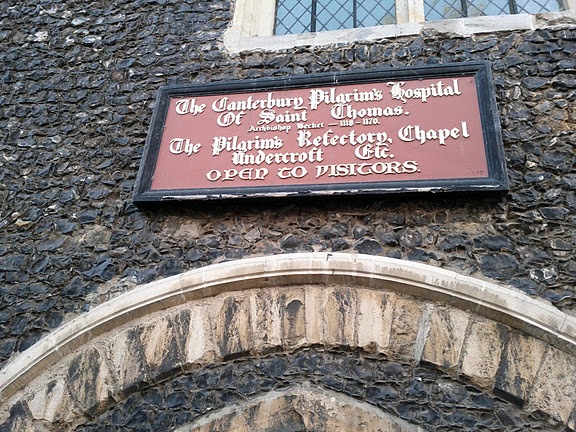 The Canterbury Pilgrim's Hospital
Of Saint Thomas.
Archbishop Becket — 1118 – 1170.
The Pilgrim's Refectory, Chapel
Undercroft Etc.
OPEN TO VISITORS.